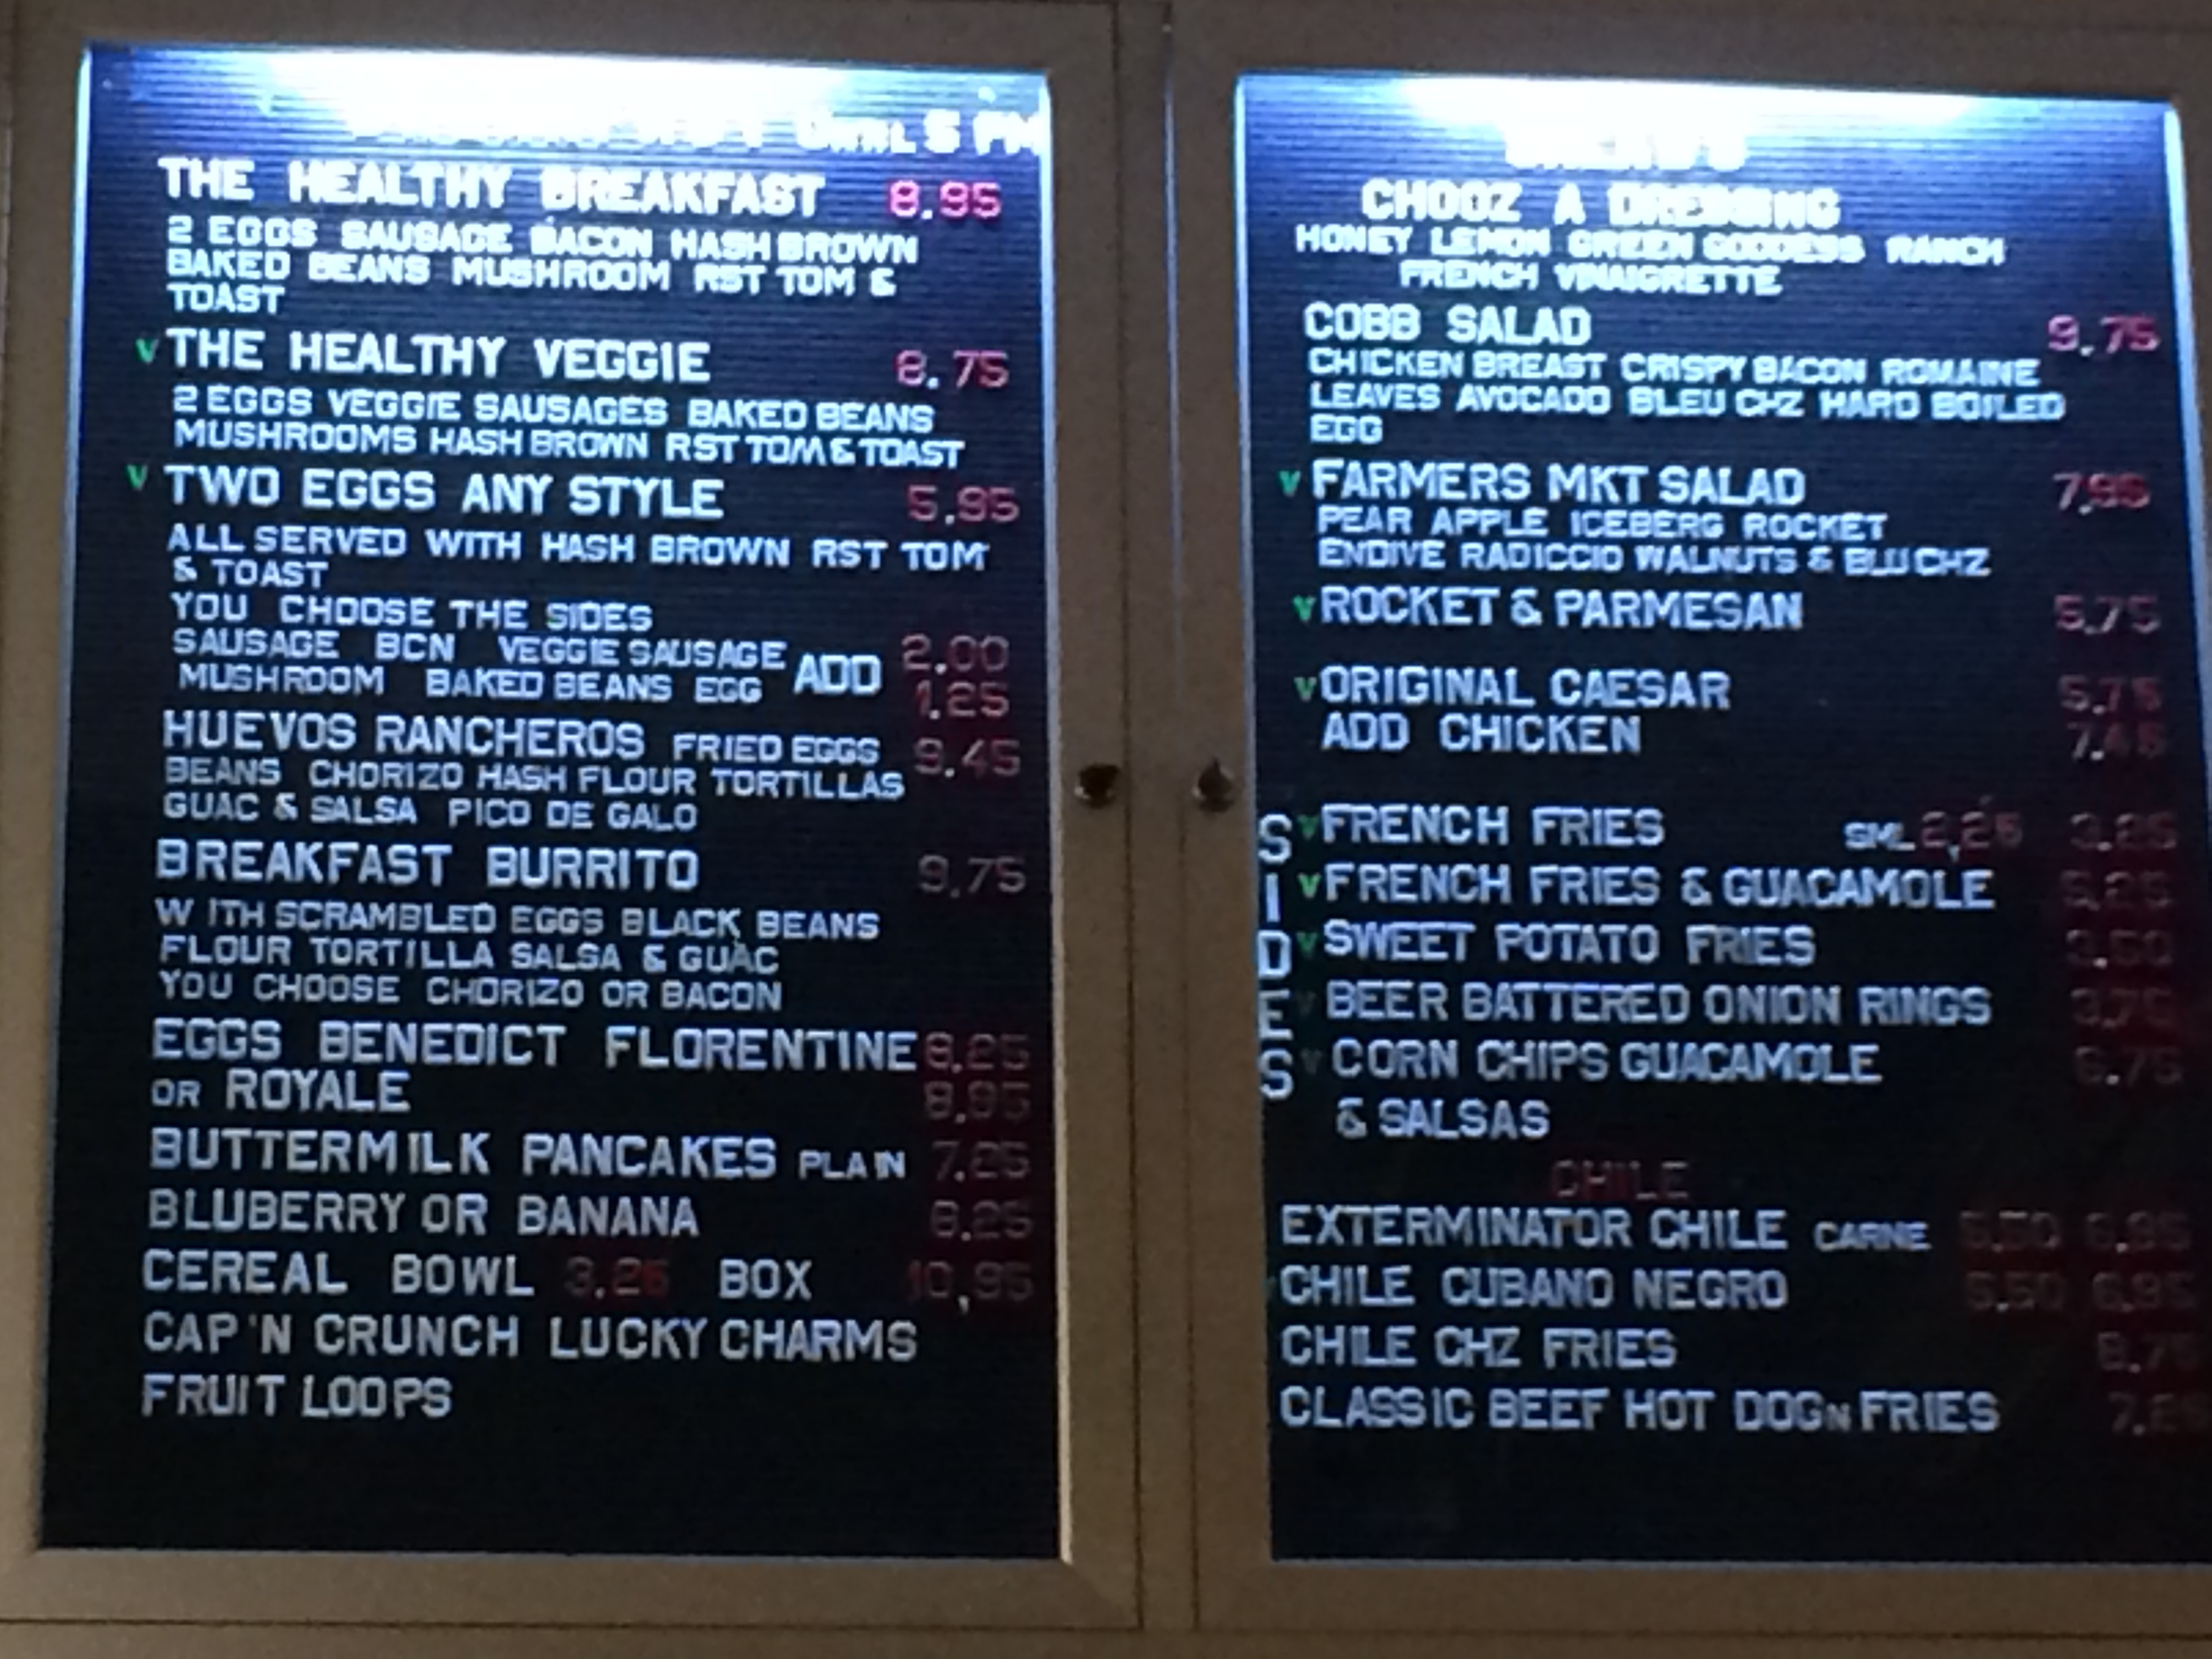 UNTIL 5 PM
THE HEALTHY BREAKFAST 8.95
2 EGGS SAUSAGE BACON HASH BROWN
BAKED BEANS MUSHROOM RST TOM &
TOAST
V THE HEALTHY VEGGIE 8.75
2 EGGS VEGGIE SAUSAGES BAKED BEANS
MUSHROOMS HASH BROWN RST TOM & TOAST
V TWO EGGS ANY STYLE 5.95
ALL SERVED WITH HASH BROWN RST TOM
& TOAST
YOU CHOOSE THE SIDES
SAUSAGE BCN VEGGIE SAUSAGE ADD 2.00
MUSHROOM BAKED BEANS EGG 1.25
HUEVOS RANCHEROS FRIED EGGS 9.45
BEANS CHORIZO HASH FLOUR TORTILLAS
GUAC & SALSA PICO DE GALO
BREAKFAST BURRITO 9.75
W ITH SCRAMBLED EGGS BLACK BEANS
FLOUR TORTILLA SALSA & GUAC
YOU CHOOSE CHORIZO OR BACON
EGGS BENEDICT FLORENTINE 8.25
OR ROYALE 8.95
BUTTERMILK PANCAKES PLAIN 7.25
BLUBERRY OR BANANA 8.25
CEREAL BOWL 3.25 BOX 10,95
CAP'N CRUNCH LUCKY CHARMS
FRUIT LOOPS
CHOOZ A DRESSING
HONEY LEMON GREEN GODDESS RANCH
FRENCH VINAIGRETTE
COBB SALAD 9.75
CHICKEN BREAST CRISPY BACON ROMAINE
LEAVES AVOCADO BLEU CHZ HARD BOILED
EGG
V FARMERS MKT SALAD 7.95
PEAR APPLE ICEBERG ROCKET
ENDIVE RADICCIO WALNUTS & BLU CHZ
V ROCKET & PARMESAN 5.75
V ORIGINAL CAESAR 5.75
ADD CHICKEN
SIDES
V FRENCH FRIES SML 2,25 3.25
V FRENCH FRIES & GUACAMOLE 5.25
V SWEET POTATO FRIES 3.50
V BEER BATTERED ONION RINGS 3.75
V CORN CHIPS GUACAMOLE 6.75
& SALSAS
CHILE
EXTERMINATOR CHILE CARNE 5.50 6.95
CHILE CUBANO NEGRO 5.50 6.95
CHILE CHZ FRIES
CLASSIC BEEF HOT DOG N FRIES